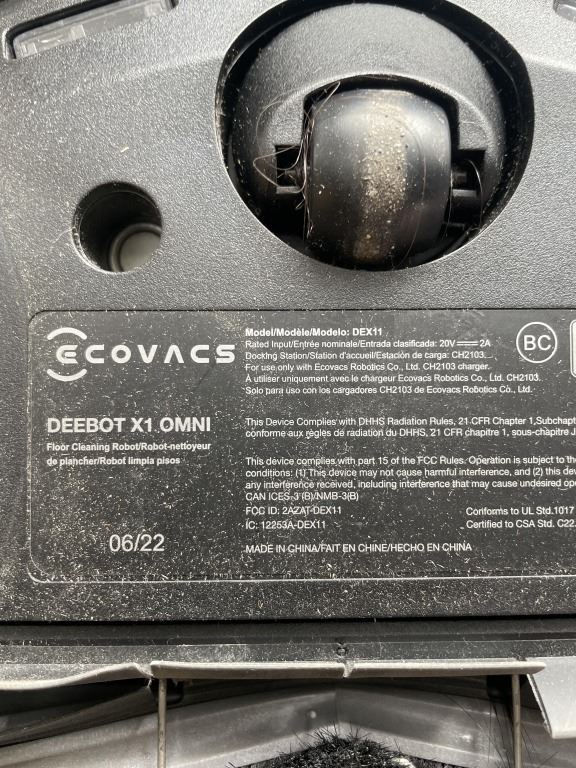 ECOVACS
DEEBOT X1 OMNI
Floor Cleaning Robot/Robot-nettoyeur
de plancher/Robot limpia pisos
06/22
Model/Modèle/Modelo: DEX11
Rated Input/Entrée nominale/Entrada clasificada: 20V 2A
Docking Station/Station d'accueil/Estación de carga: CH2103.
For use only with Ecovacs Robotics Co., Ltd. CH2103 charger.
À utiliser uniquement avec le chargeur Ecovacs Robotics Co., Ltd. CH2103.
Solo para uso con los cargadores CH2103 de Ecovacs Robotics Co., Ltd.
BC
This Device Complies with DHHS Radiation Rules, 21 CFR Chapter 1,Subchapt
conforme aux règles de radiation du DHHS, 21 CFR chapitre 1, sous-chapitre J
This device complies with part 15 of the FCC Rules. Operation is subject to the
conditions: (1) This device may not cause harmful interference, and (2) this dev
any interference received, including interference that may cause undesired ope
CAN ICES-3 (B)/NMB-3(B)
FCC ID: 2AZAT-DEX11 Conforms to UL Std.1017
IC: 12253A-DEX11 Certified to CSA Std. C22.
MADE IN CHINA/FAIT EN CHINE/HECHO EN CHINA